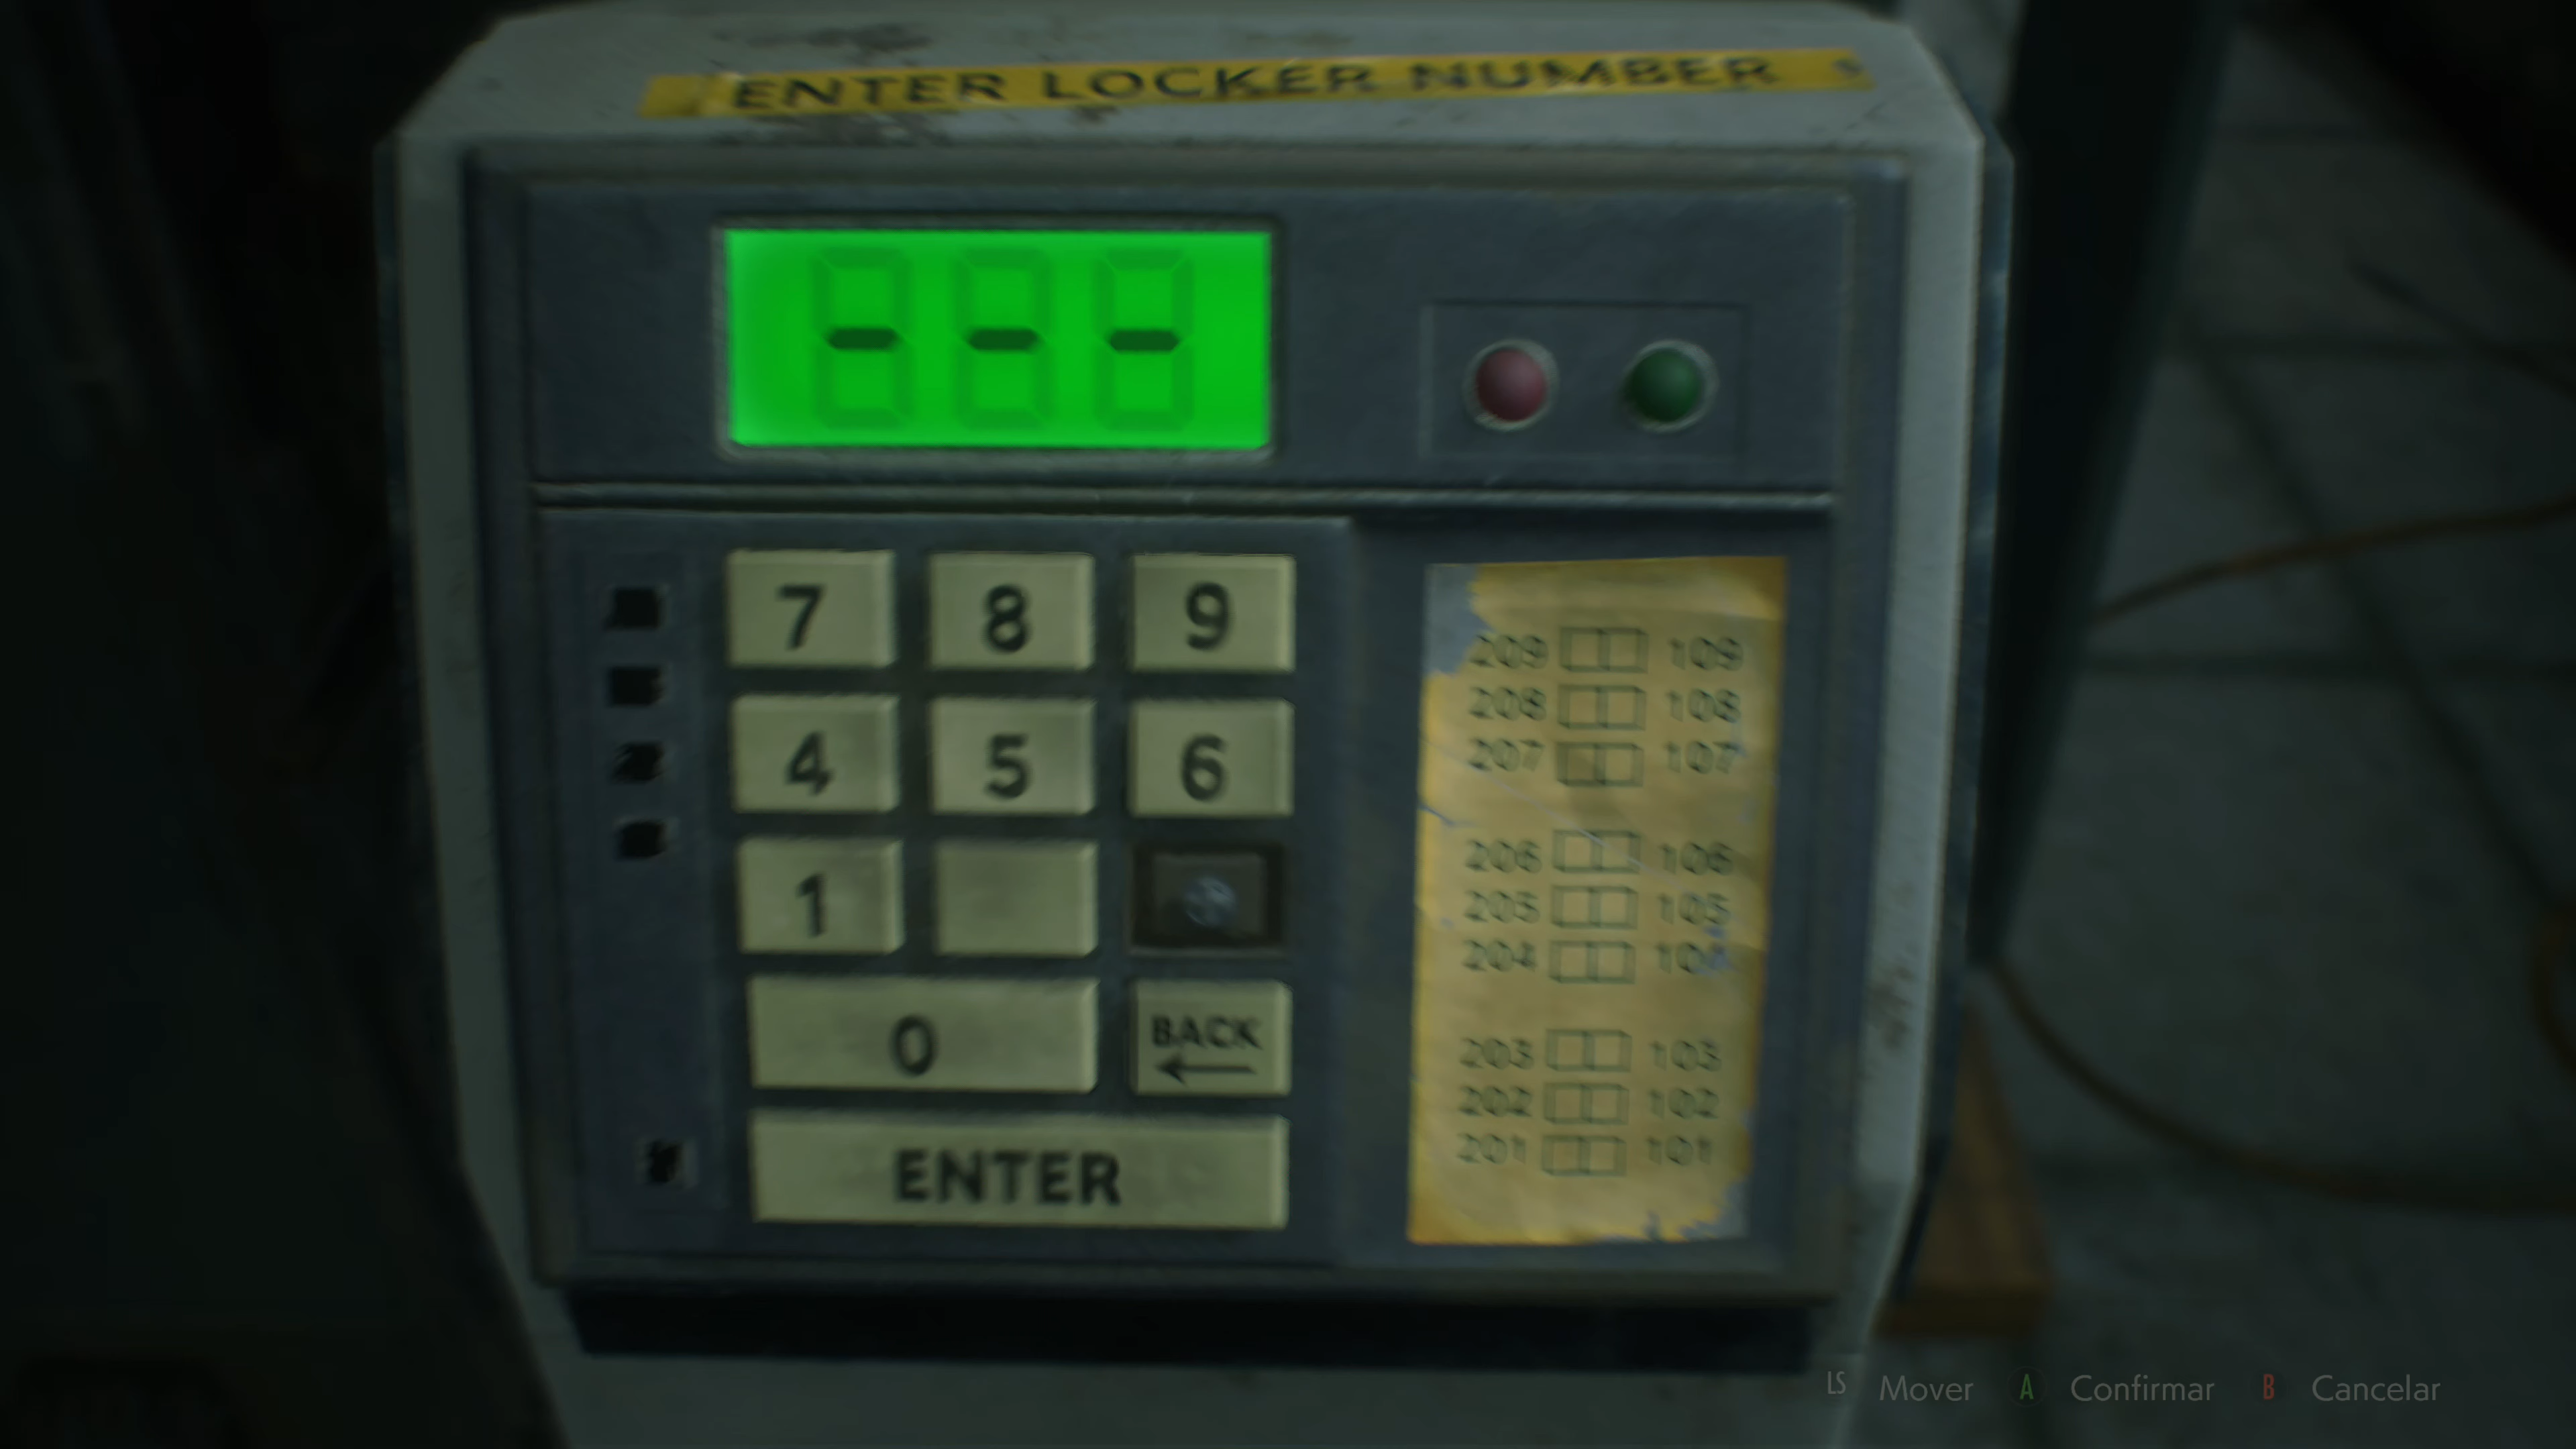 ENTER LOCKER NUMBER
- - -
7 8 9
4 5 6
1
0 BACK
ENTER
209 109
208 108
207 107
206 106
205 105
204 104
203 103
202 102
201 101
LS Mover A Confirmar B Cancelar